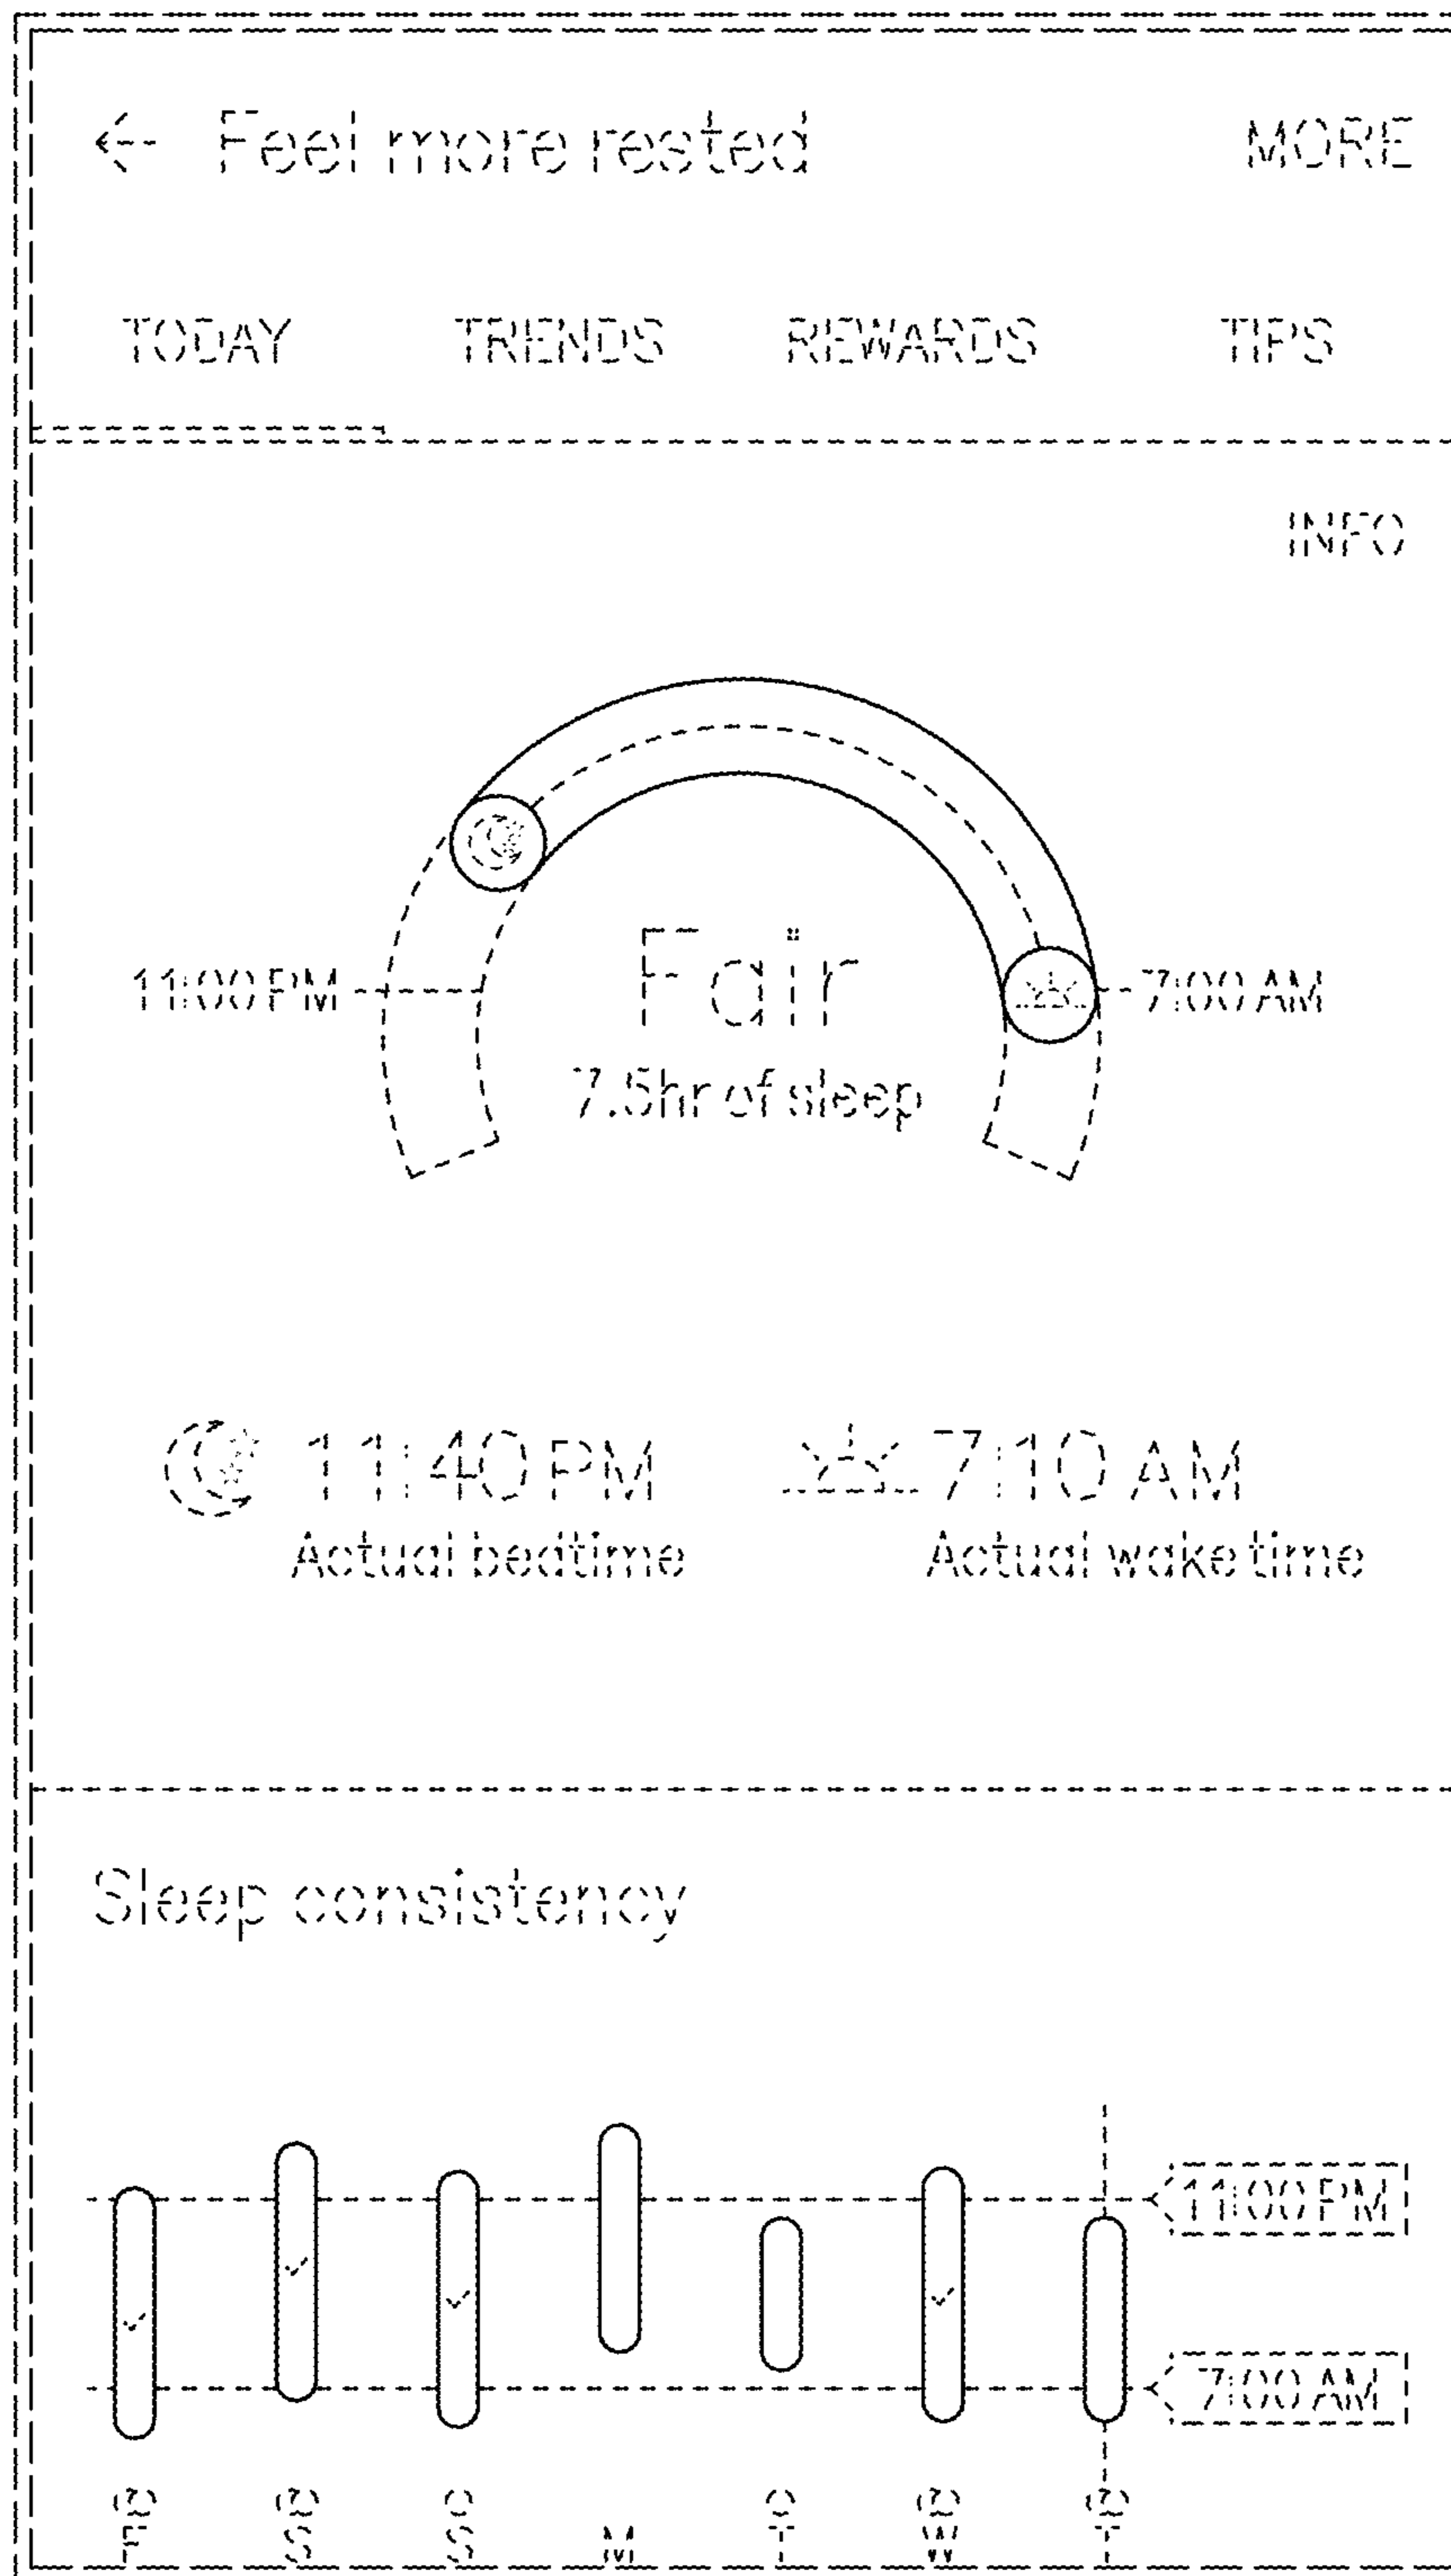 Feel more rested MORE
TODAY TRENDS REWARDS TIPS
INFO
11:00 PM Fair 7:00 AM
7.5hr of sleep
11:40 PM 7:10 AM
Actual bedtime Actual wake time
Sleep consistency
11:00 PM
7:00 AM
F S S M T W T